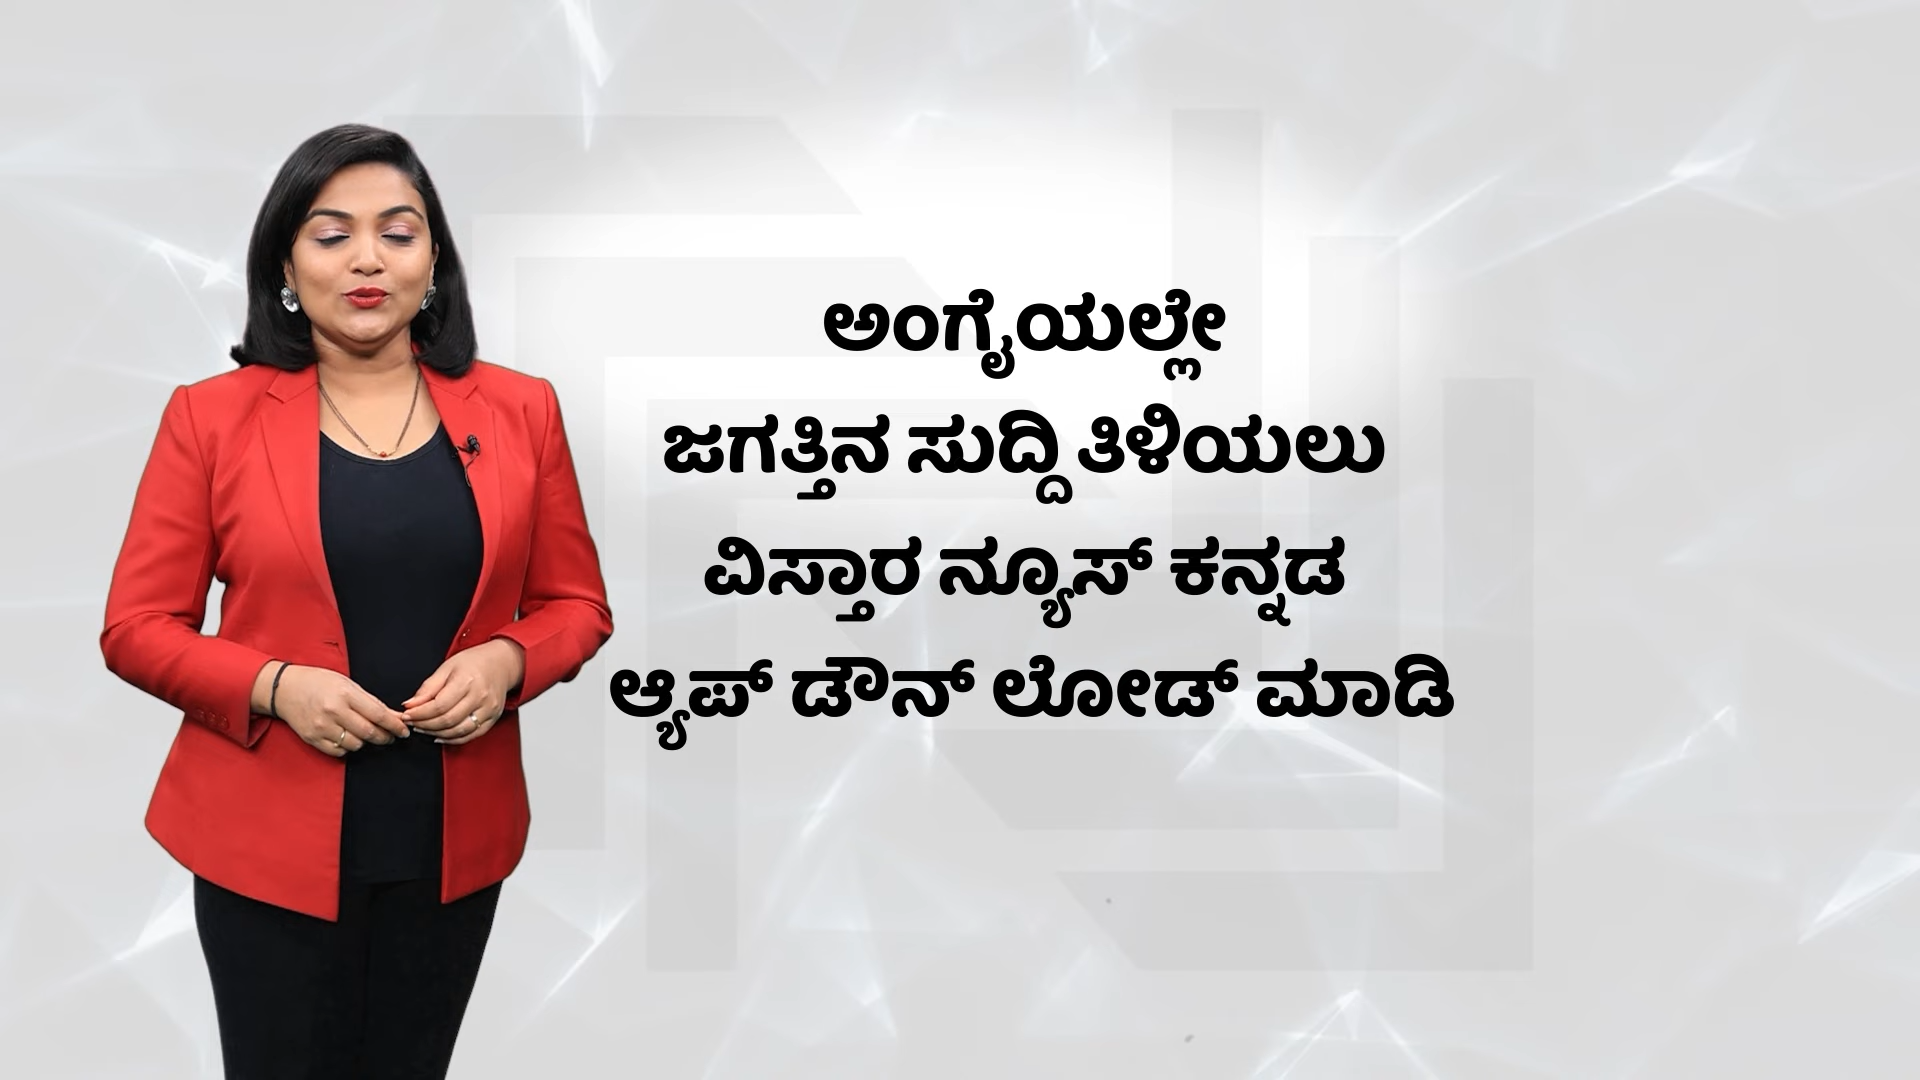 ಅಂಗೈಯಲ್ಲೇ
ಜಗತ್ತಿನ ಸುದ್ದಿ ತಿಳಿಯಲು
ವಿಸ್ತಾರ ನ್ಯೂಸ್ ಕನ್ನಡ
ಆ್ಯಪ್ ಡೌನ್ ಲೋಡ್ ಮಾಡಿ